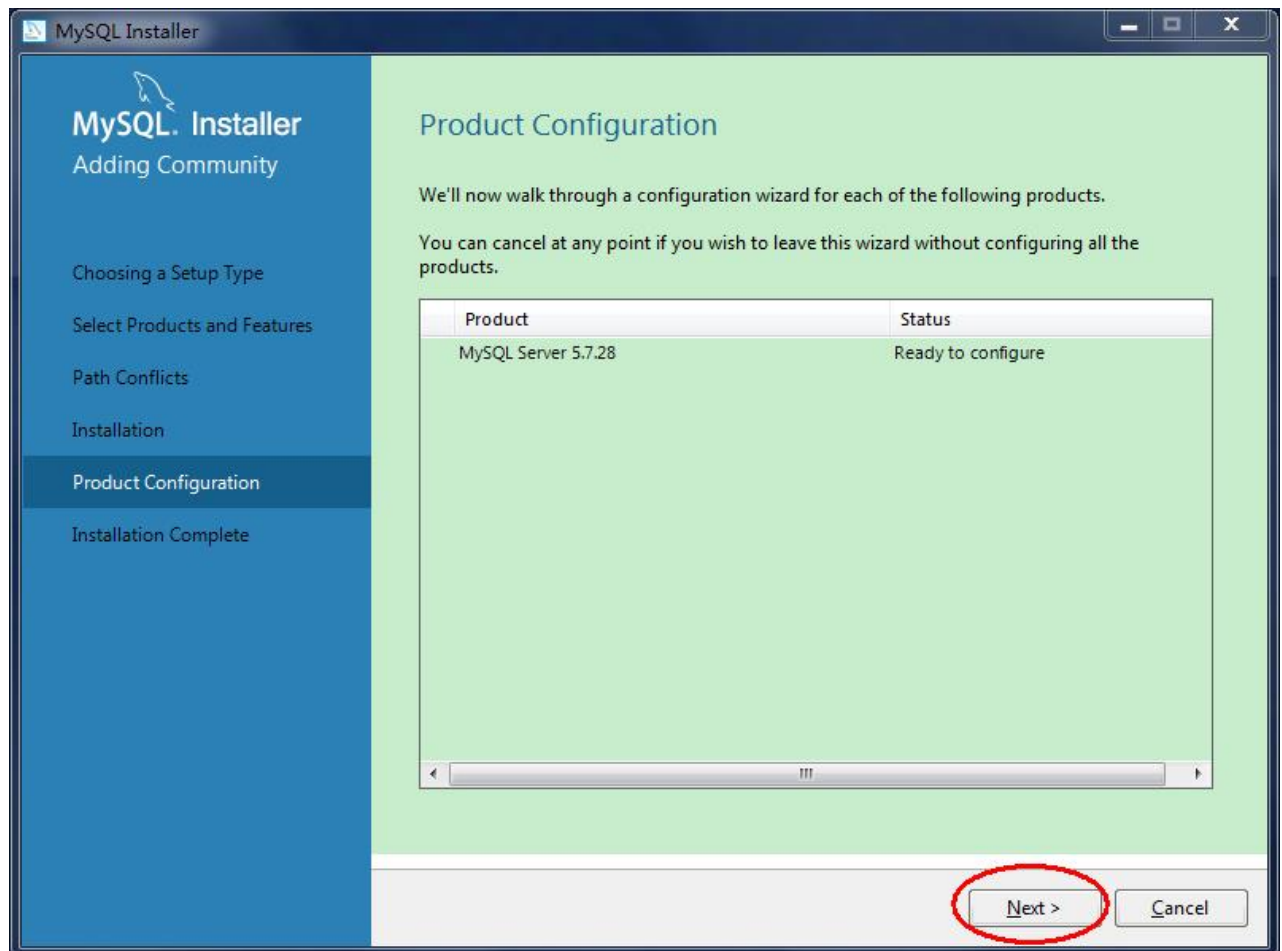 MySQL Installer
MySQL. Installer
Adding Community
Choosing a Setup Type
Select Products and Features
Path Conflicts
Installation
Product Configuration
Installation Complete
Product Configuration
We'll now walk through a configuration wizard for each of the following products.
You can cancel at any point if you wish to leave this wizard without configuring all the
products.
Product Status
MySQL Server 5.7.28 Ready to configure
Next > Cancel